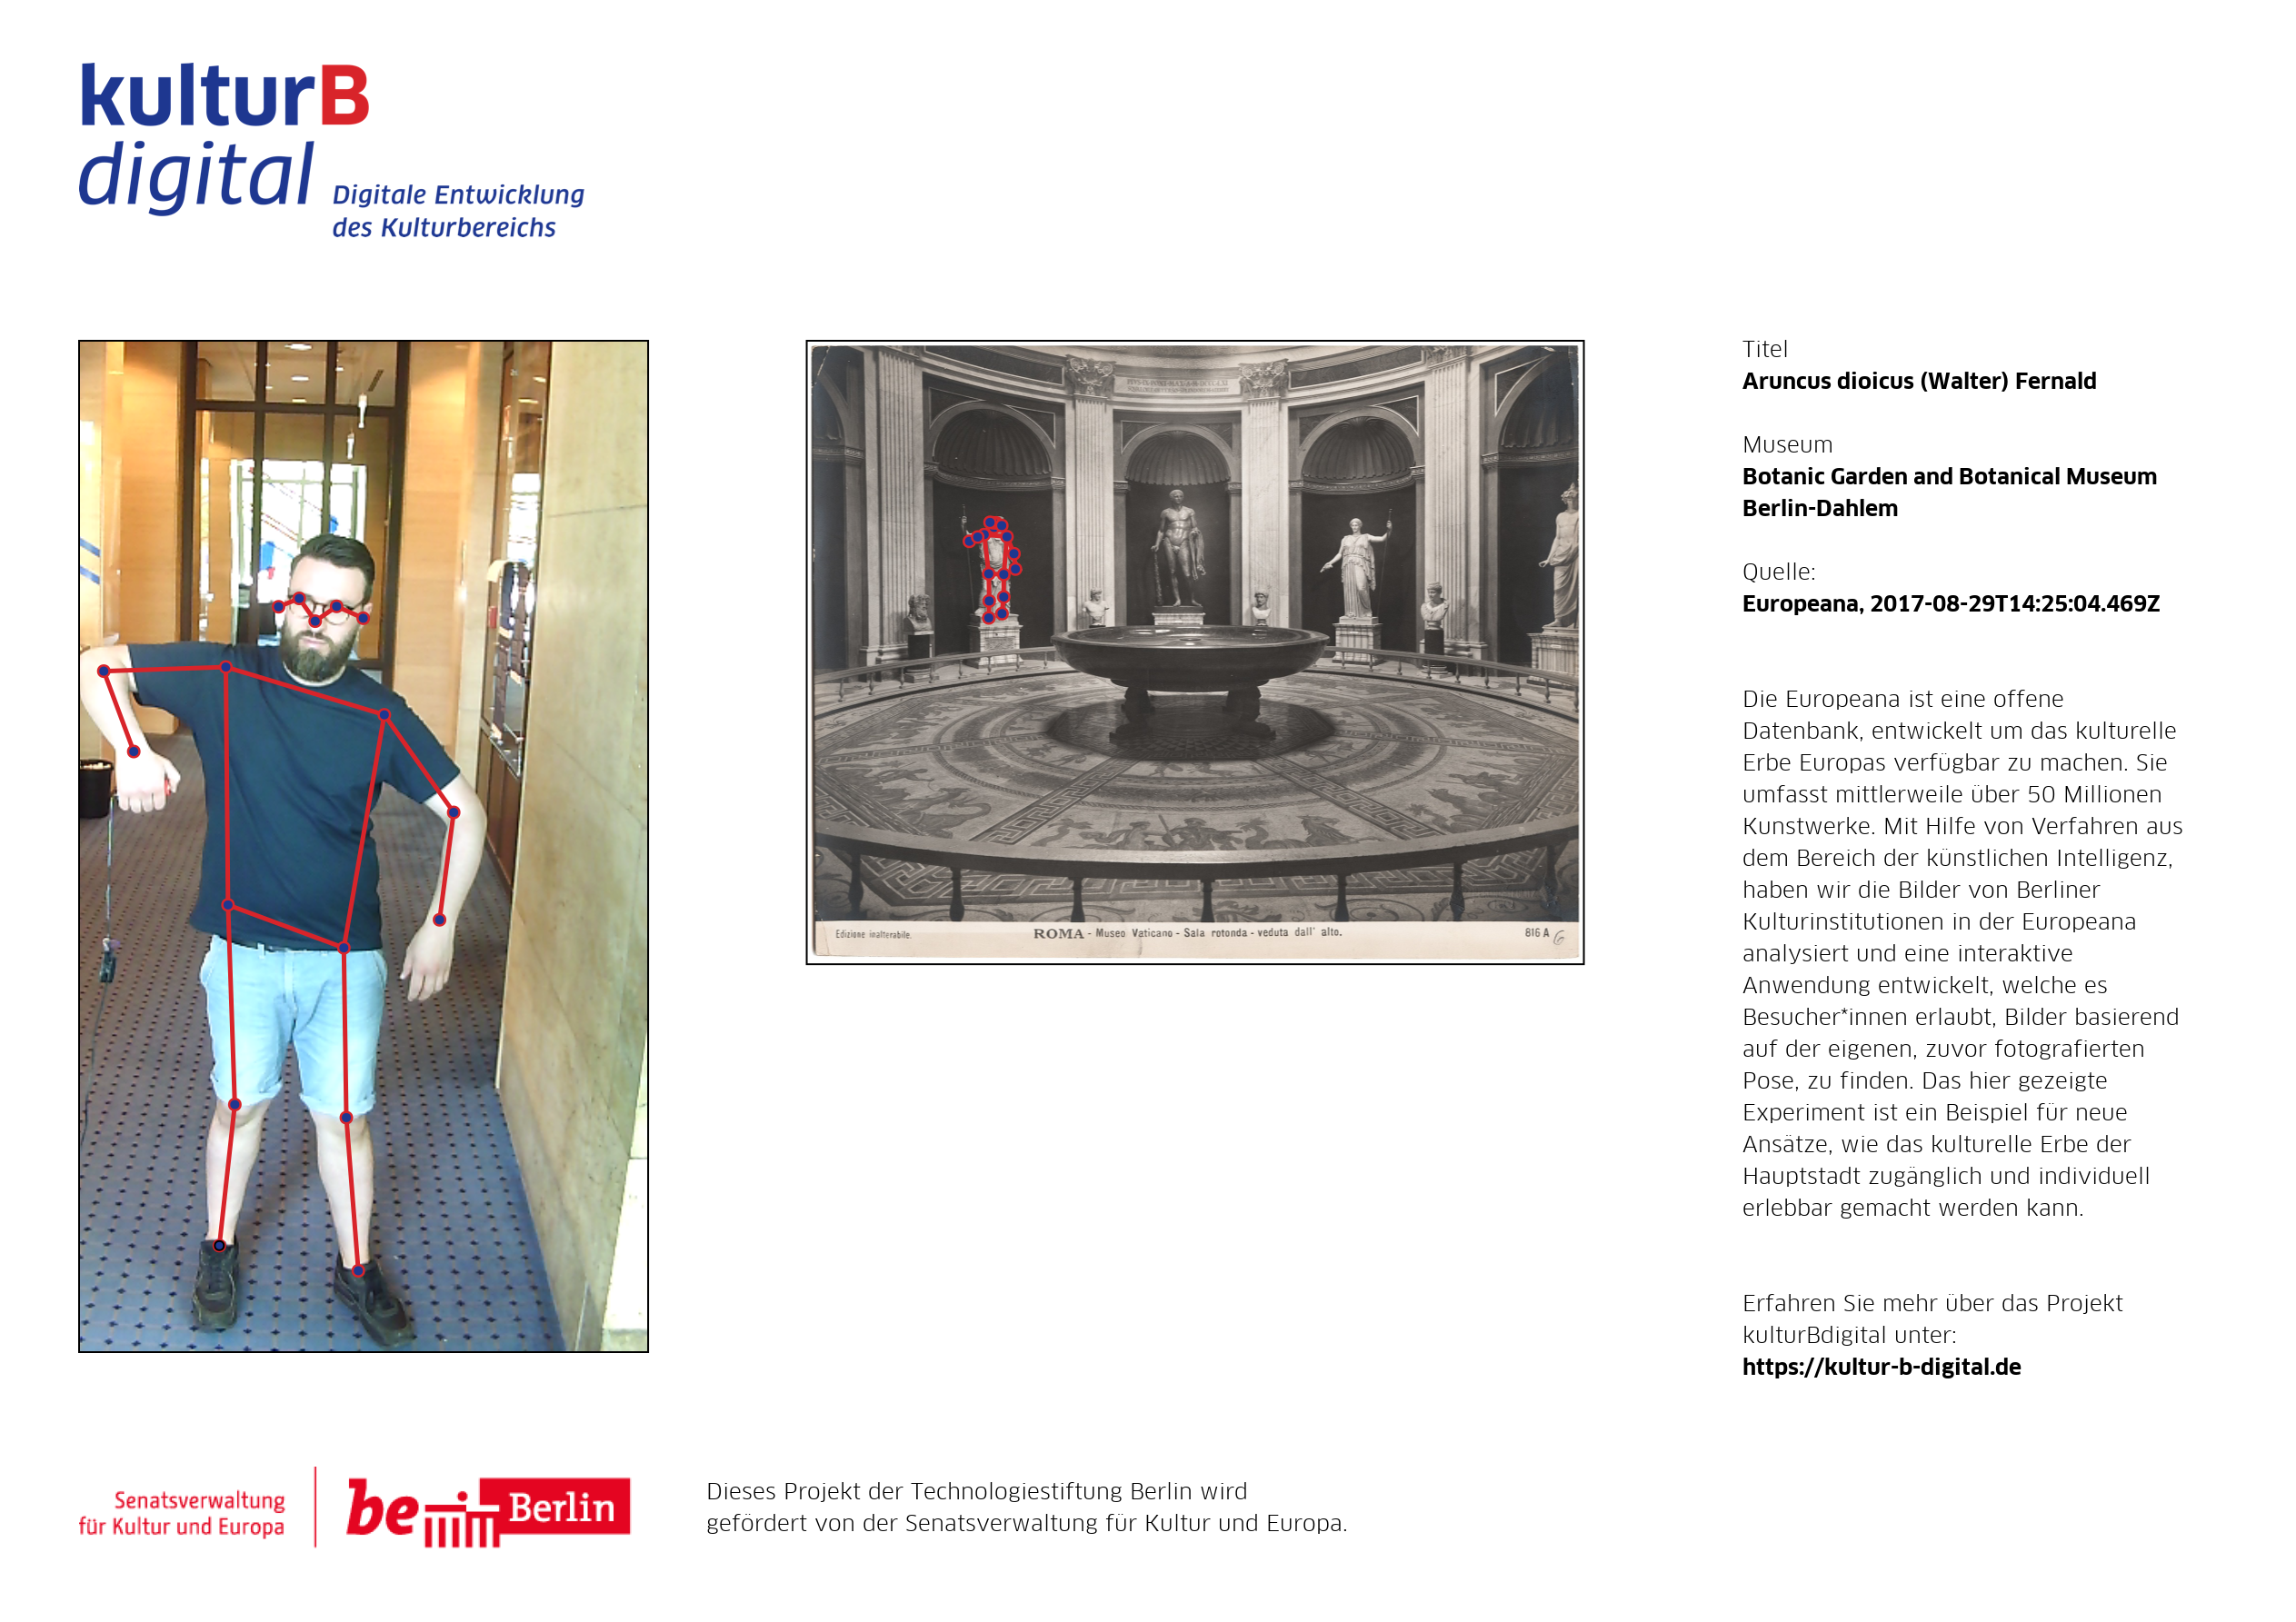 kulturB
digital
Digitale Entwicklung
des Kulturbereichs
Edizione inalterabile.
ROMA - Museo Vaticano - Sala rotonda - veduta dall' alto.
816 A
6
Titel
Aruncus dioicus (Walter) Fernald
Museum
Botanic Garden and Botanical Museum
Berlin-Dahlem
Quelle:
Europeana, 2017-08-29T14:25:04.469Z
Die Europeana ist eine offene
Datenbank, entwickelt um das kulturelle
Erbe Europas verfügbar zu machen. Sie
umfasst mittlerweile über 50 Millionen
Kunstwerke. Mit Hilfe von Verfahren aus
dem Bereich der künstlichen Intelligenz,
haben wir die Bilder von Berliner
Kulturinstitutionen in der Europeana
analysiert und eine interaktive
Anwendung entwickelt, welche es
Besucher*innen erlaubt, Bilder basierend
auf der eigenen, zuvor fotografierten
Pose, zu finden. Das hier gezeigte
Experiment ist ein Beispiel für neue
Ansätze, wie das kulturelle Erbe der
Hauptstadt zugänglich und individuell
erlebbar gemacht werden kann.
Erfahren Sie mehr über das Projekt
kulturBdigital unter:
https://kultur-b-digital.de
Senatsverwaltung
für Kultur und Europa
be Berlin
Dieses Projekt der Technologiestiftung Berlin wird
gefördert von der Senatsverwaltung für Kultur und Europa.